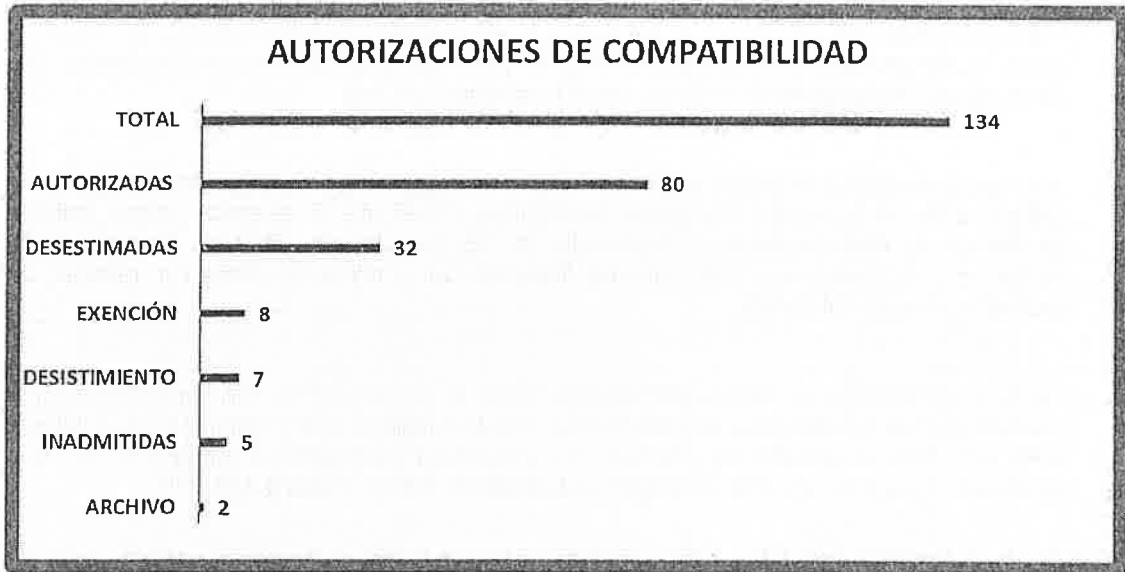 AUTORIZACIONES DE COMPATIBILIDAD
TOTAL 134
AUTORIZADAS 80
DESESTIMADAS 32
EXENCIÓN 8
DESISTIMIENTO 7
INADMITIDAS 5
ARCHIVO 2